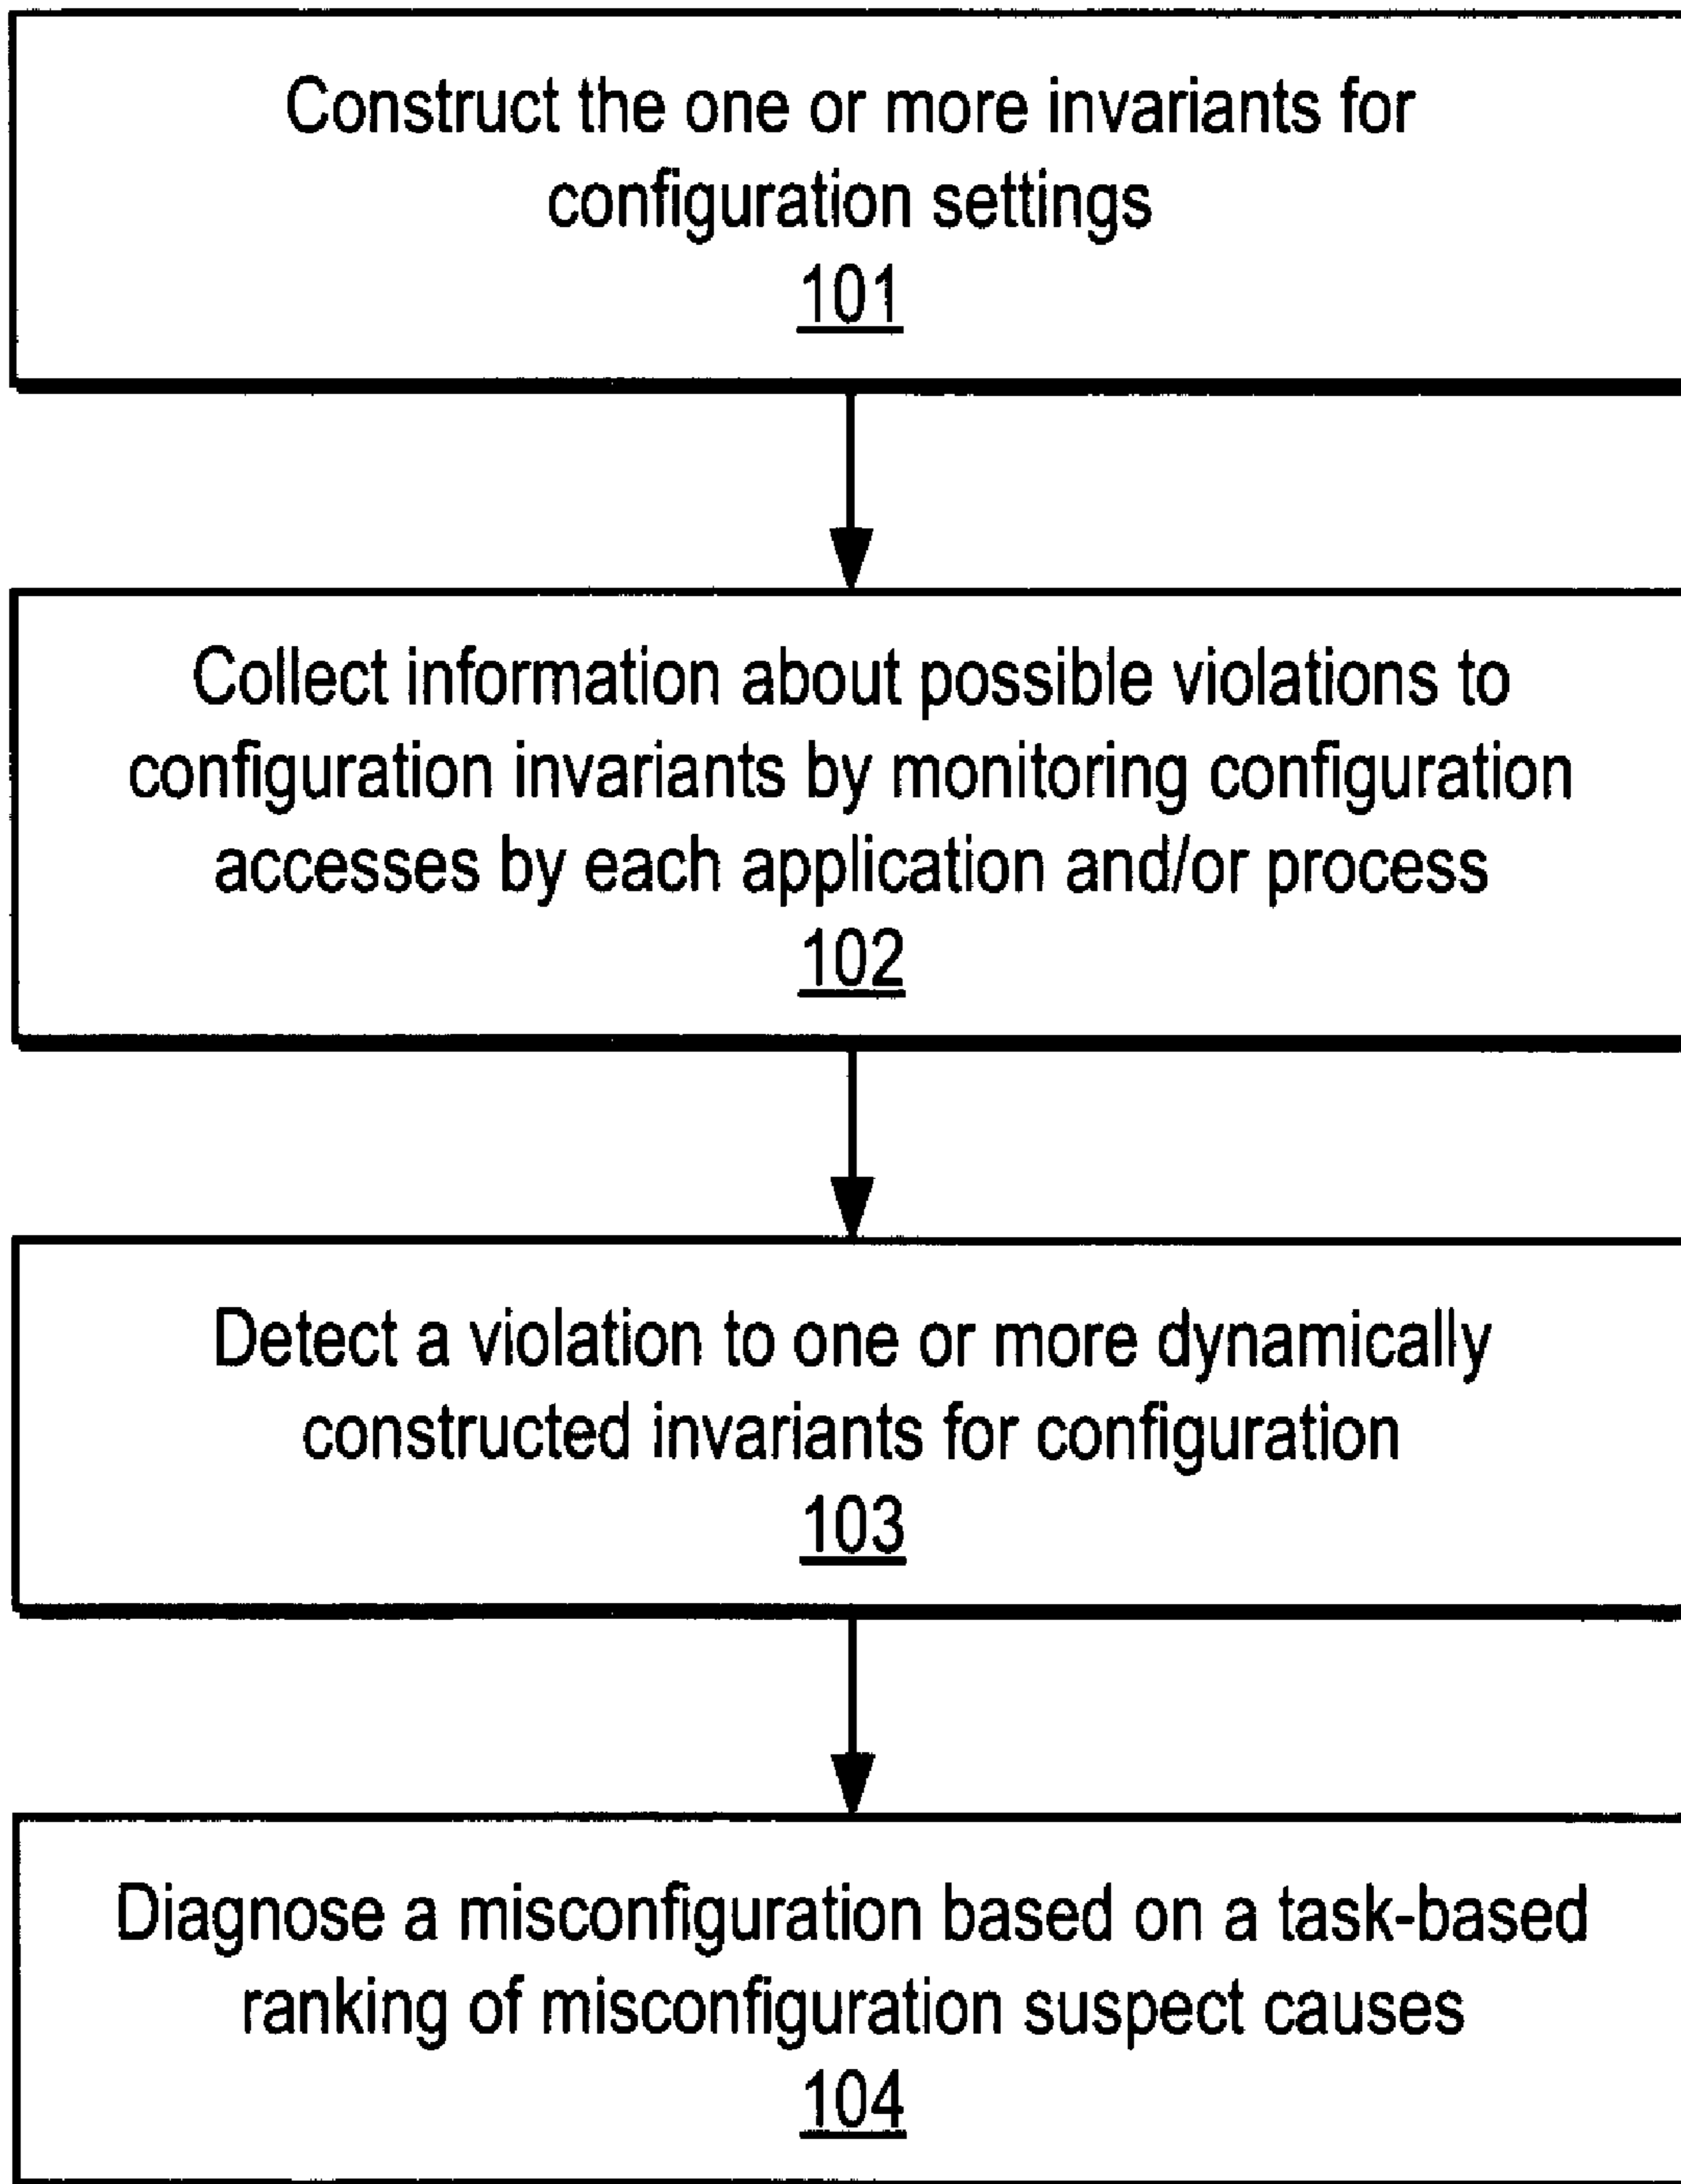 Construct the one or more invariants for
configuration settings
101
Collect information about possible violations to
configuration invariants by monitoring configuration
accesses by each application and/or process
102
Detect a violation to one or more dynamically
constructed invariants for configuration
103
Diagnose a misconfiguration based on a task-based
ranking of misconfiguration suspect causes
104